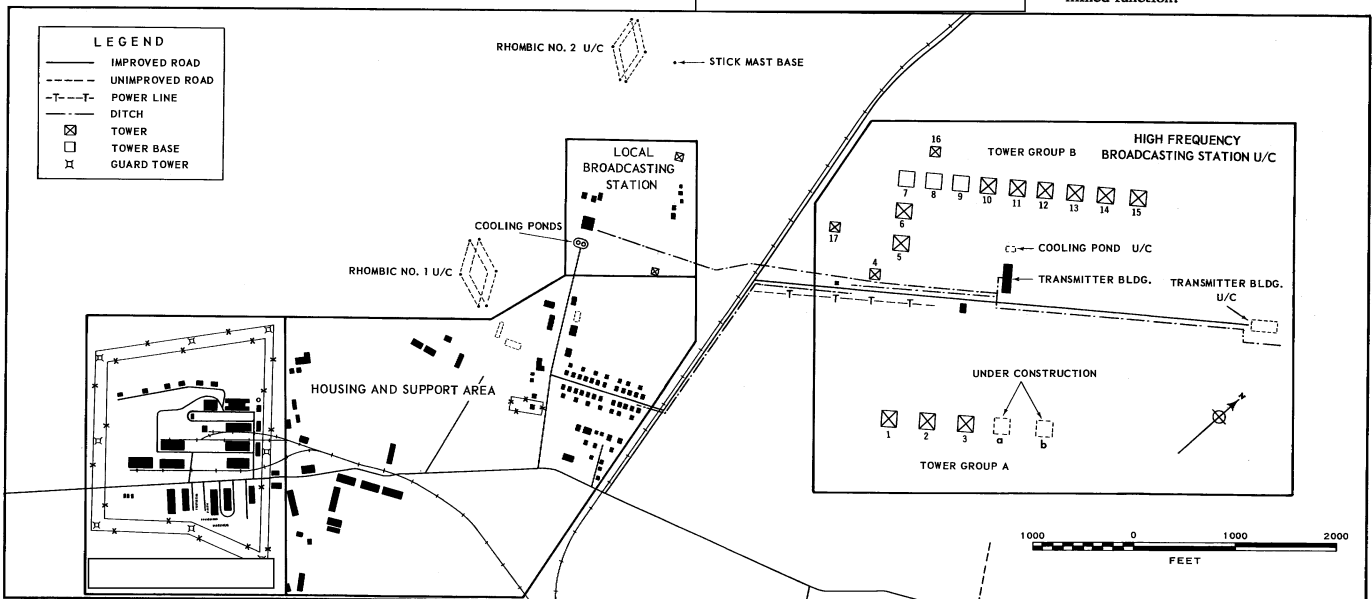 mined function.
LEGEND
IMPROVED ROAD
UNIMPROVED ROAD
-T---T- POWER LINE
DITCH
TOWER
TOWER BASE
GUARD TOWER
RHOMBIC NO. 2 U/C
STICK MAST BASE
LOCAL
BROADCASTING
STATION
COOLING PONDS
RHOMBIC NO. 1 U/C
HOUSING AND SUPPORT AREA
HIGH FREQUENCY
BROADCASTING STATION U/C
16
TOWER GROUP B
7 8 9 10 11 12 13 14 15
6
17
5
4
COOLING POND U/C
TRANSMITTER BLDG.
TRANSMITTER BLDG.
U/C
T T T T
UNDER CONSTRUCTION
1 2 3 a b
TOWER GROUP A
N
1000 0 1000 2000
FEET